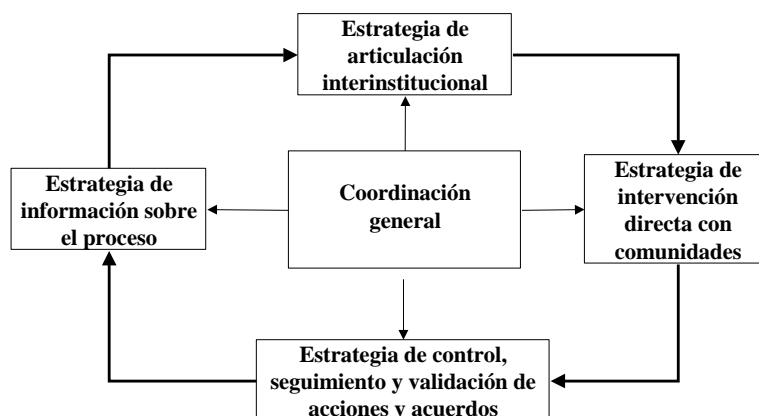 Estrategia de
articulación
interinstitucional
Estrategia de
información sobre
el proceso
Coordinación
general
Estrategia de
intervención
directa con
comunidades
Estrategia de control,
seguimiento y validación de
acciones y acuerdos